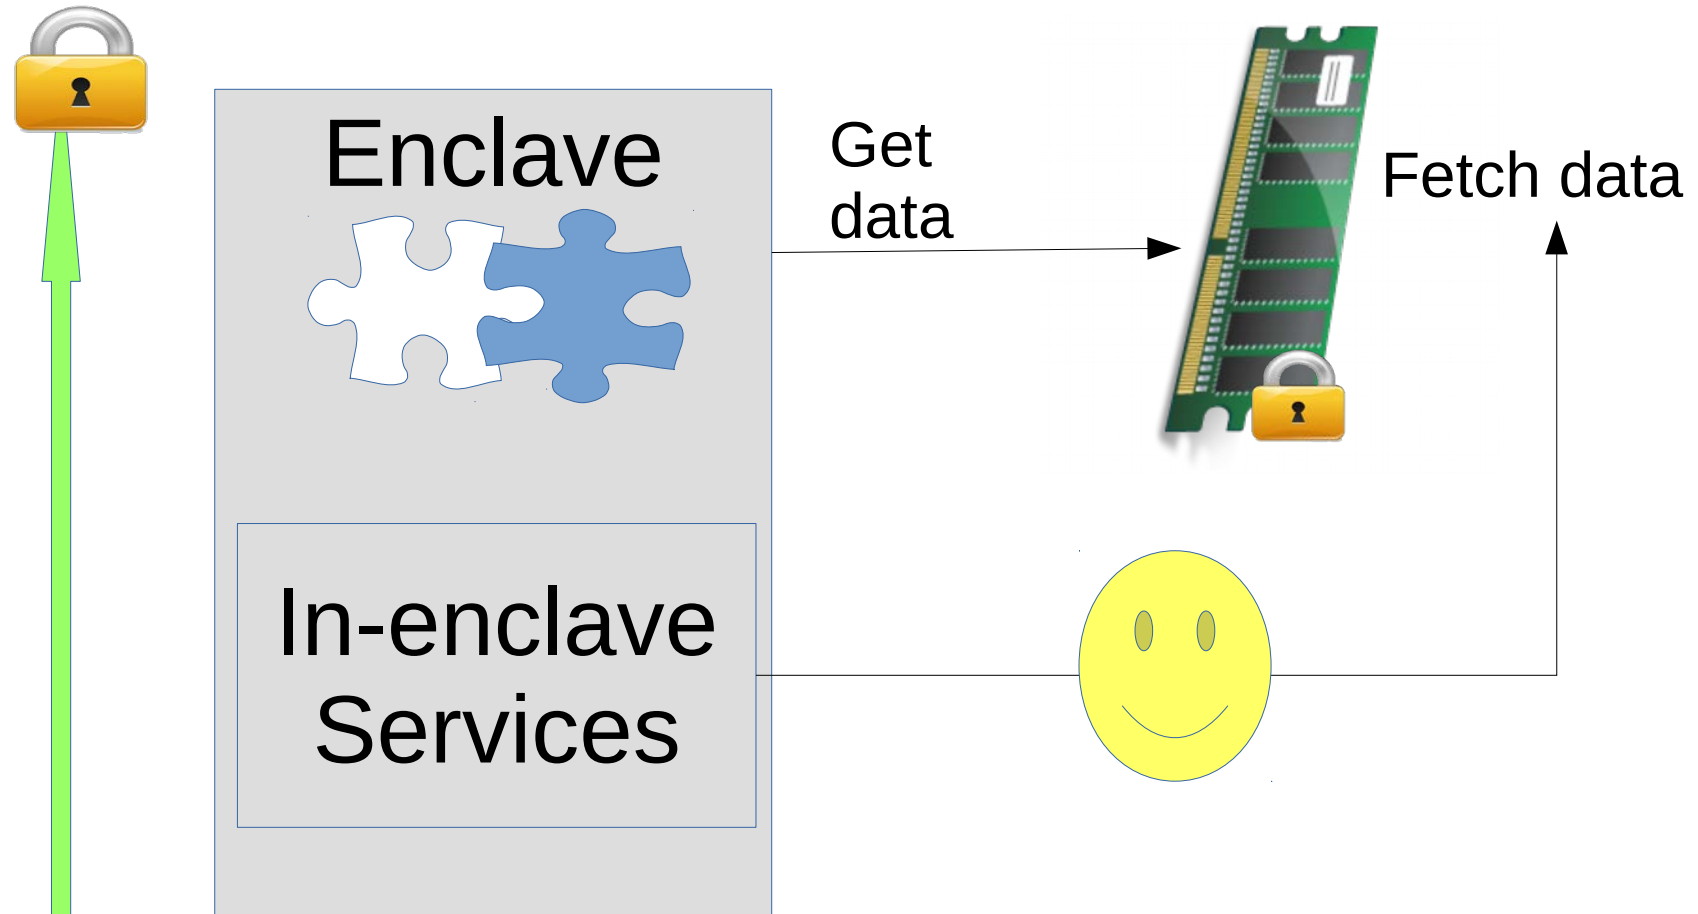 Enclave
Get
data
Fetch data
In-enclave
Services